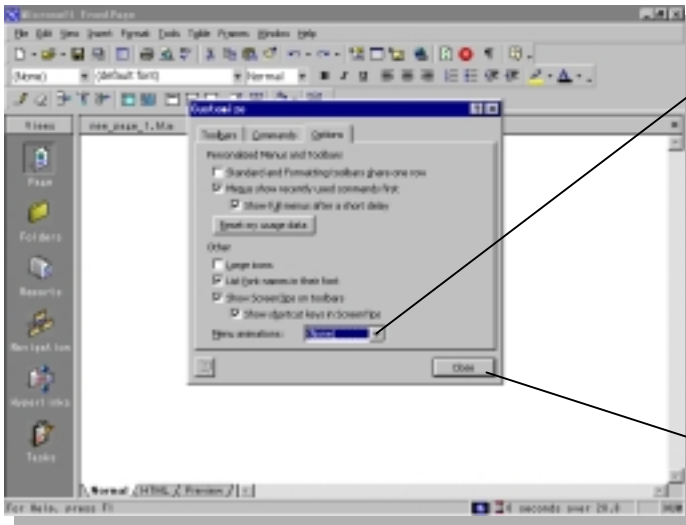 Microsoft FrontPage
File Edit View Insert Format Tools Table Frames Window Help
(None) (default font) Normal B I U
Customize
Views new_page_1.htm
Toolbars Commands Options
Page
Personalized Menus and Toolbars
Standard and Formatting toolbars share one row
Menus show recently used commands first
Show full menus after a short delay
Folders
Reset my usage data
Other
Large icons
Reports
List font names in their font
Show ScreenTips on toolbars
Show shortcut keys in ScreenTips
Menu animations: (None)
Navigation
Close
Hyperlinks
Tasks
Normal HTML Preview
For Help, press F1
seconds over 28.8 NUM